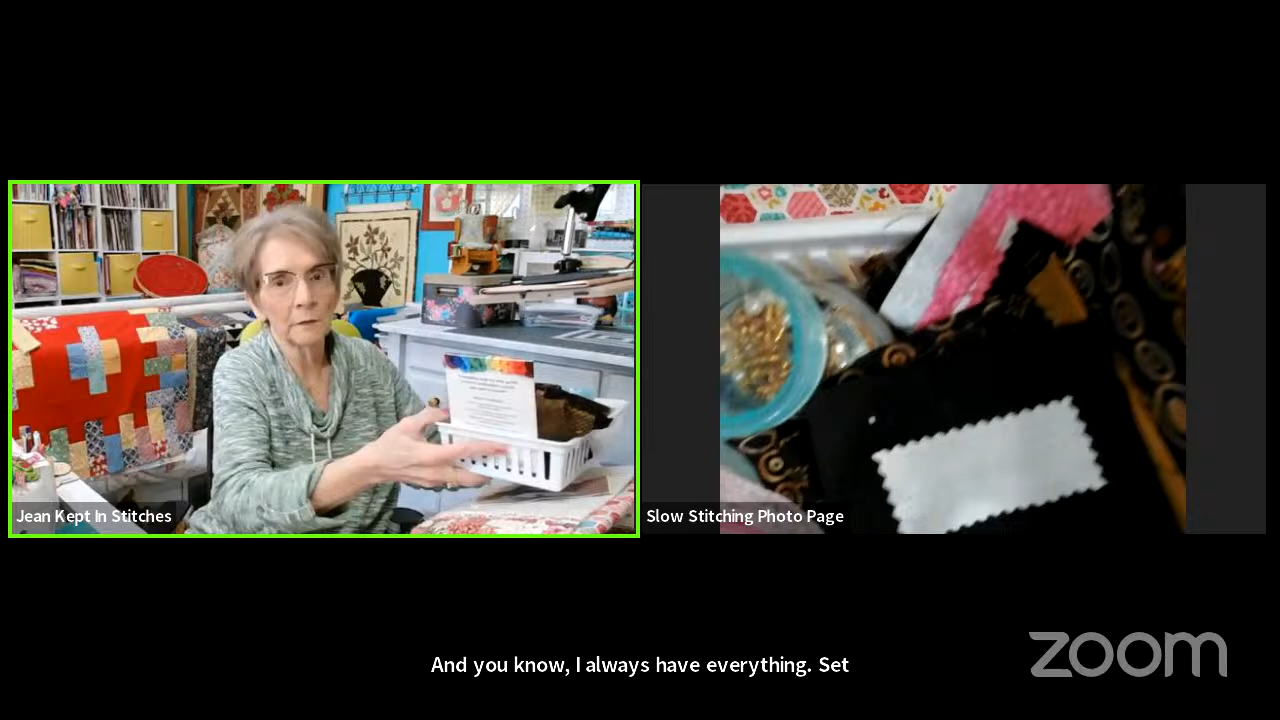 Jean Kept In Stitches
Slow Stitching Photo Page
And you know, I always have everything. Set
zoom